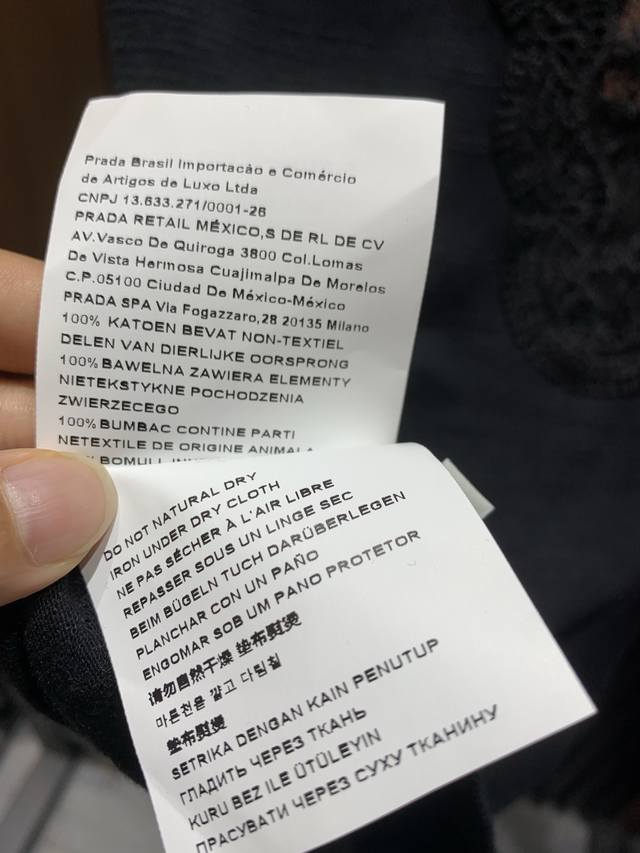 Prada Brasil Importacào e Comércio
de Artigos de Luxo Ltda
CNPJ 13.633.271/0001-26
PRADA RETAIL MÉXICO,S DE RL DE CV
AV.Vasco De Quiroga 3800 Col.Lomas
De Vista Hermosa Cuajimalpa De Morelos
C.P.05100 Ciudad De México-México
PRADA SPA Via Fogazzaro,28 20135 Milano
100% KATOEN BEVAT NON-TEXTIEL
DELEN VAN DIERLIJKE OORSPRONG
100% BAWELNA ZAWIERA ELEMENTY
NIETEKSTYKNE POCHODZENIA
ZWIERZECEGO
100% BUMBAC CONTINE PARTI
NETEXTILE DE ORIGINE ANIMALA
BOMULL
DO NOT NATURAL DRY
IRON UNDER DRY CLOTH
NE PAS SÉCHER À L'AIR LIBRE
REPASSER SOUS UN LINGE SEC
BEIM BÜGELN TUCH DARÜBERLEGEN
PLANCHAR CON UN PAÑO
ENGOMAR SOB UM PANO PROTETOR
请勿自然干燥 垫布熨烫
마른천을 깔고 다림질
垫布熨烫
SETRIKA DENGAN KAIN PENUTUP
ГЛАДИТЬ ЧЕРЕЗ ТКАНЬ
KURU BEZ ILE ÜTÜLEYIN
ПРАСУВАТИ ЧЕРЕЗ СУХУ ТКАНИНУ